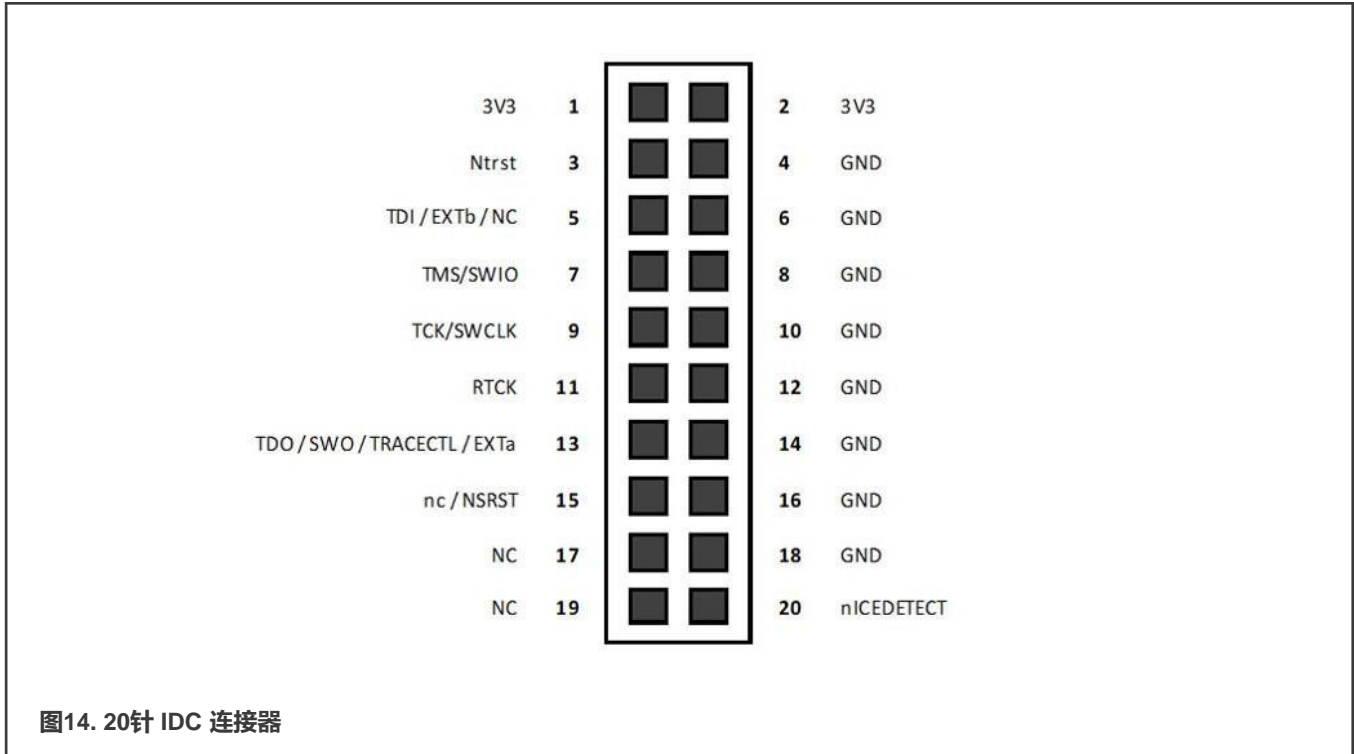 3V3 1 2 3V3
Ntrst 3 4 GND
TDI / EXTb / NC 5 6 GND
TMS/SWIO 7 8 GND
TCK/SWCLK 9 10 GND
RTCK 11 12 GND
TDO / SWO / TRACECTL / EXTa 13 14 GND
nc / NSRST 15 16 GND
NC 17 18 GND
NC 19 20 nICEDETECT
图14. 20针 IDC 连接器